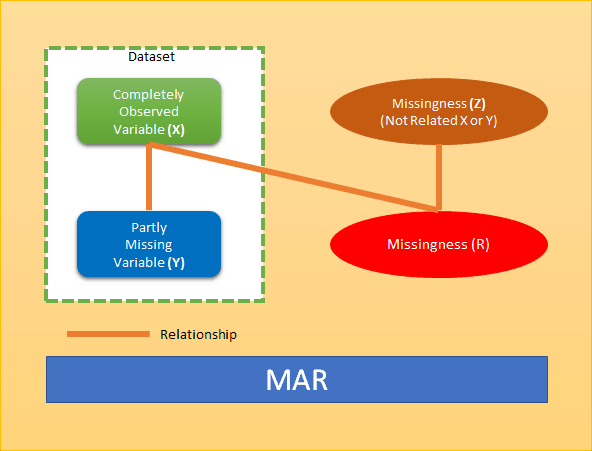 Dataset
Completely
Observed
Variable (X)
Missingness (Z)
(Not Related X or Y)
Partly
Missing
Variable (Y)
Missingness (R)
Relationship
MAR